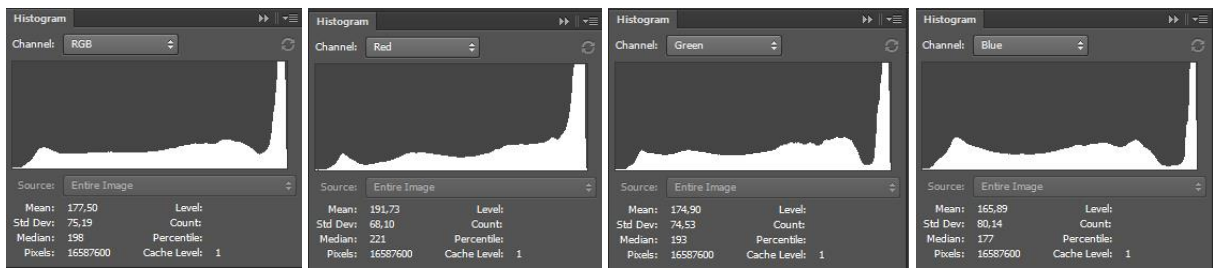 Histogram
Channel: RGB
Source: Entire Image
Mean: 177,50 Level:
Std Dev: 75,19 Count:
Median: 198 Percentile:
Pixels: 16587600 Cache Level: 1
Histogram
Channel: Red
Source: Entire Image
Mean: 191,73 Level:
Std Dev: 68,10 Count:
Median: 221 Percentile:
Pixels: 16587600 Cache Level: 1
Histogram
Channel: Green
Source: Entire Image
Mean: 174,90 Level:
Std Dev: 74,53 Count:
Median: 193 Percentile:
Pixels: 16587600 Cache Level: 1
Histogram
Channel: Blue
Source: Entire Image
Mean: 165,89 Level:
Std Dev: 80,14 Count:
Median: 177 Percentile:
Pixels: 16587600 Cache Level: 1